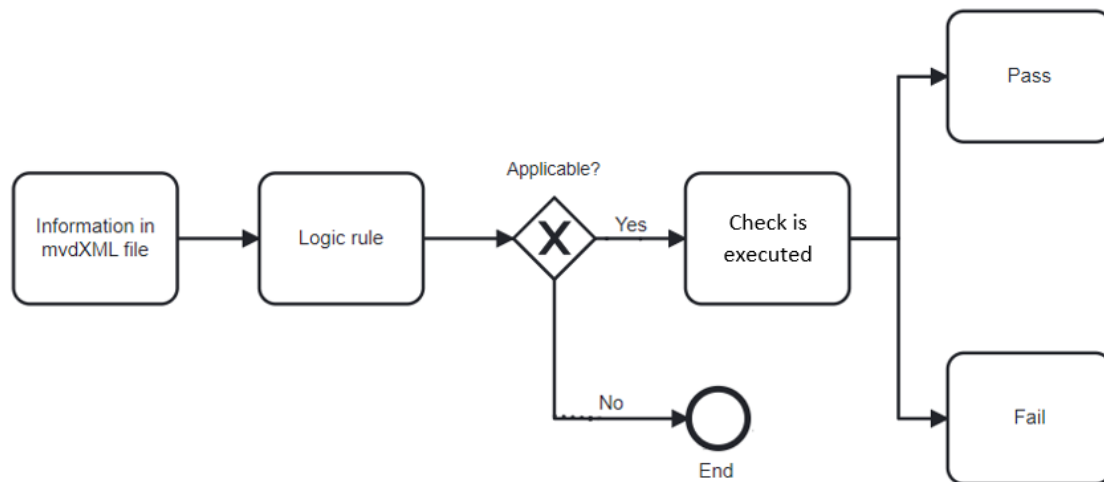 Information in
mvdXML file
Logic rule
Applicable?
Yes
No
End
Check is
executed
Pass
Fail